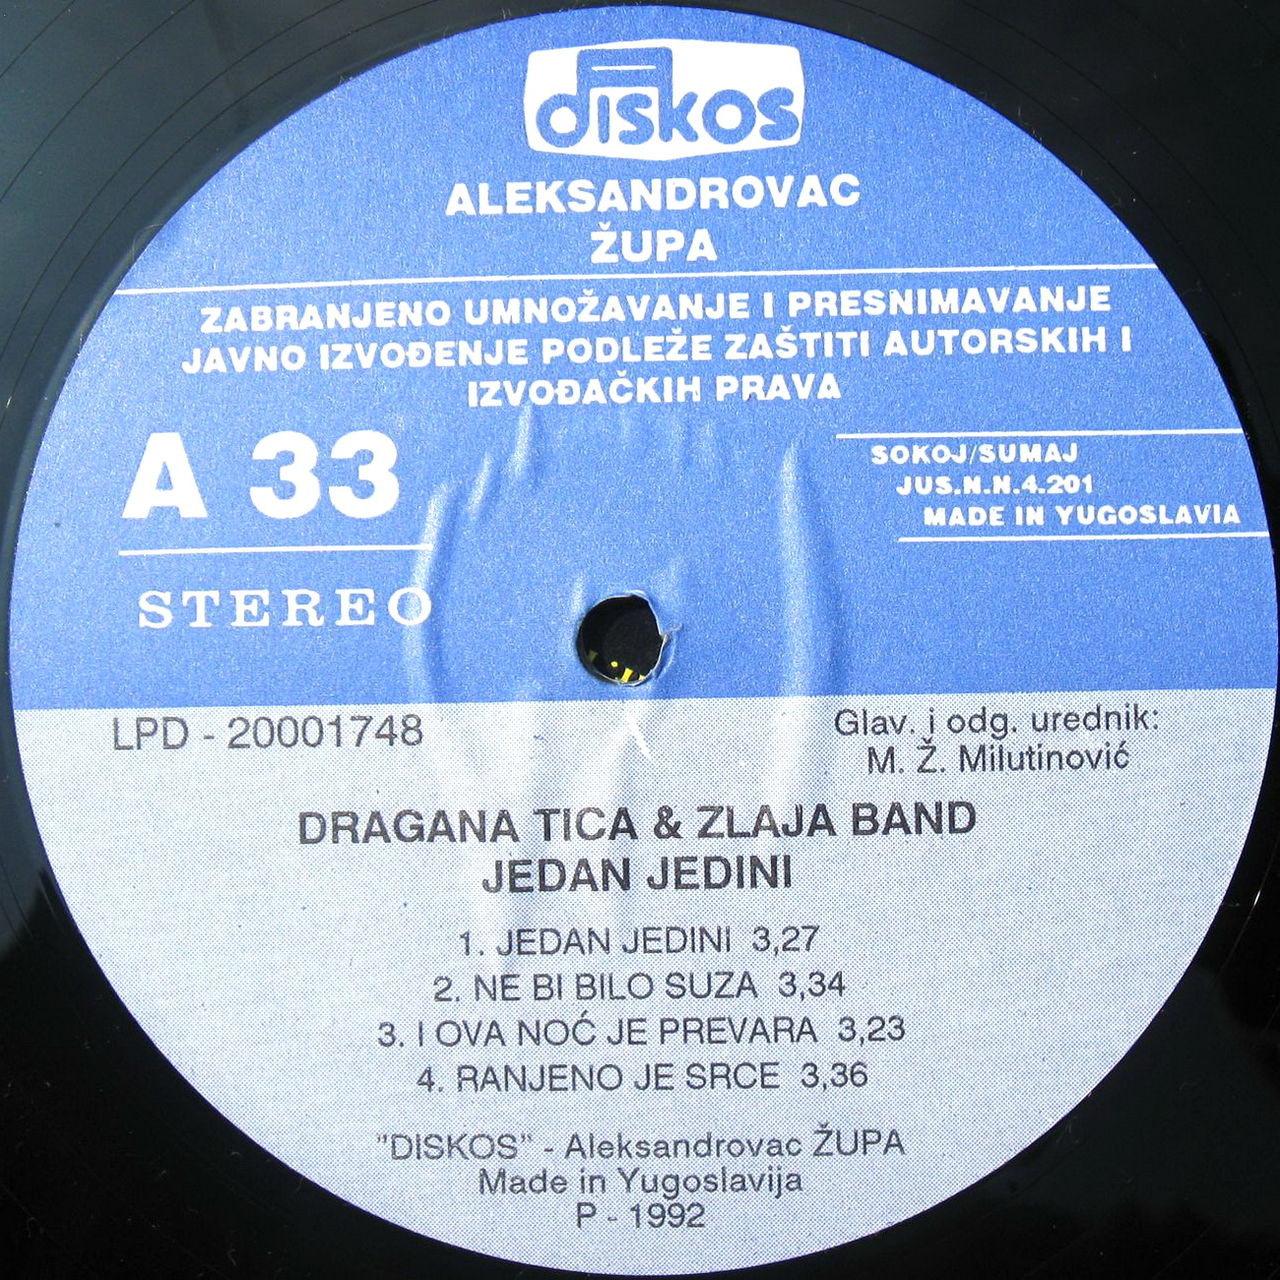 diskos
ALEKSANDROVAC
ŽUPA
ZABRANJENO UMNOŽAVANJE I PRESNIMAVANJE
JAVNO IZVOĐENJE PODLEŽE ZAŠTITI AUTORSKIH I
IZVOĐAČKIH PRAVA
A 33
STEREO
SOKOJ/SUMAJ
JUS.N.N.4.201
MADE IN YUGOSLAVIA
LPD - 20001748
Glav. i odg. urednik:
M. Ž. Milutinović
DRAGANA TICA & ZLAJA BAND
JEDAN JEDINI
1. JEDAN JEDINI 3,27
2. NE BI BILO SUZA 3,34
3. I OVA NOĆ JE PREVARA 3,23
4. RANJENO JE SRCE 3,36
"DISKOS" - Aleksandrovac ŽUPA
Made in Yugoslavija
P - 1992